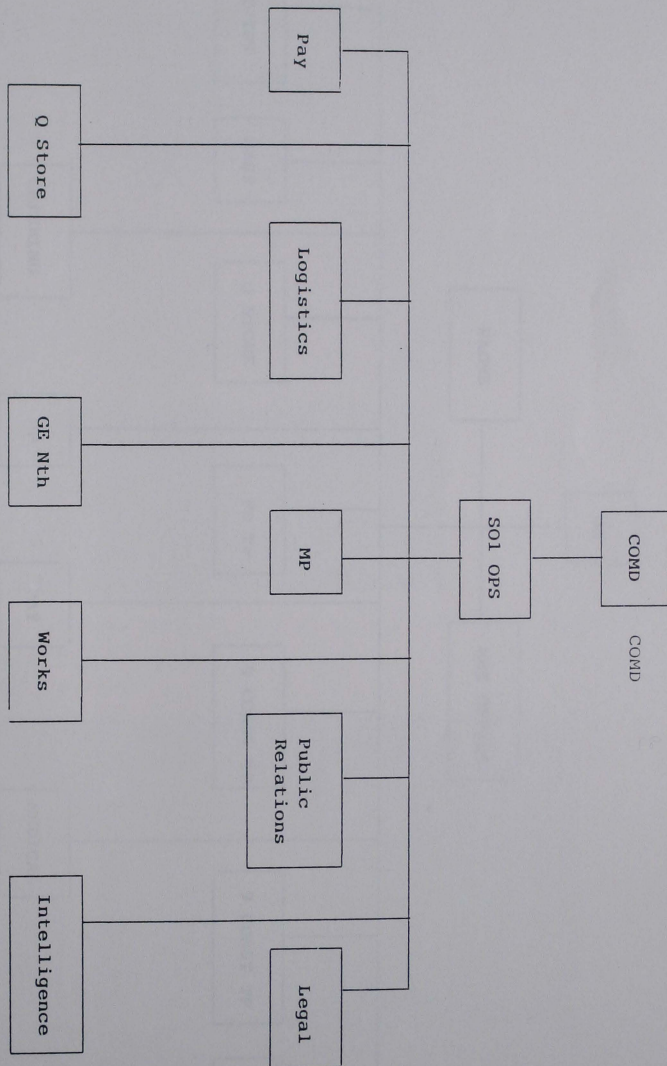 COMD
COMD
SO1 OPS
Pay
Logistics
MP
Public
Relations
Legal
Q Store
GE Nth
Works
Intelligence